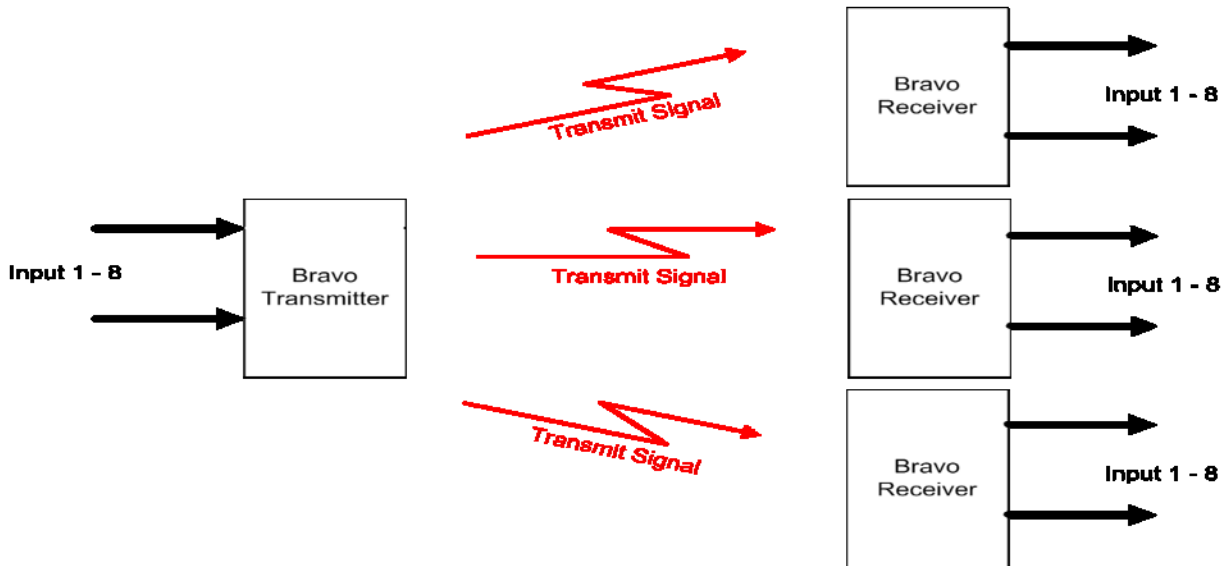 Bravo
Receiver
Input 1 - 8
Transmit Signal
Input 1 - 8
Bravo
Transmitter
Transmit Signal
Bravo
Receiver
Input 1 - 8
Transmit Signal
Bravo
Receiver
Input 1 - 8